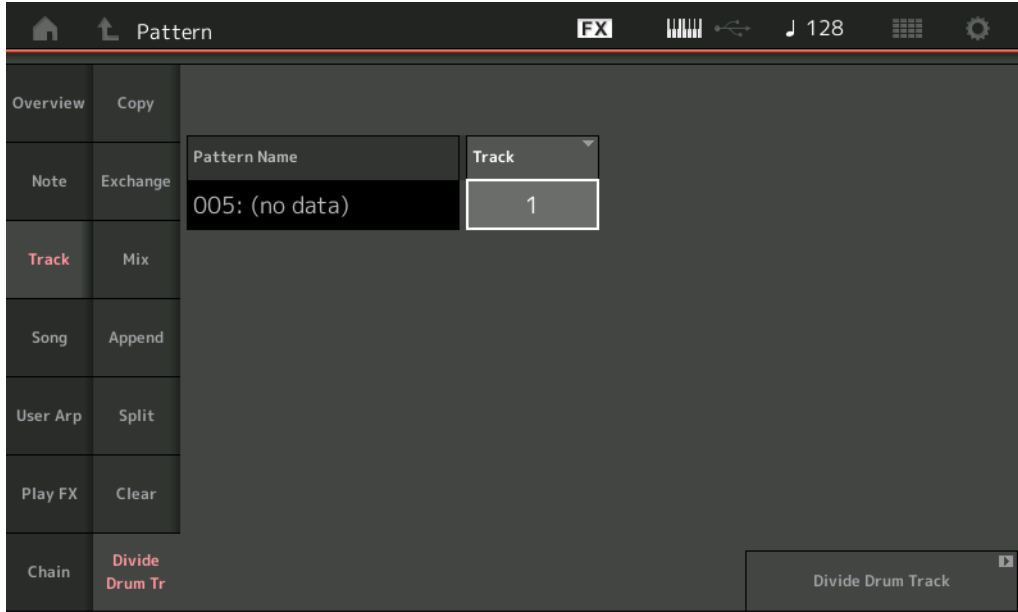 Pattern
FX
♩ 128
Overview
Copy
Pattern Name
Track
Note
Exchange
005: (no data)
1
Track
Mix
Song
Append
User Arp
Split
Play FX
Clear
Chain
Divide
Drum Tr
Divide Drum Track